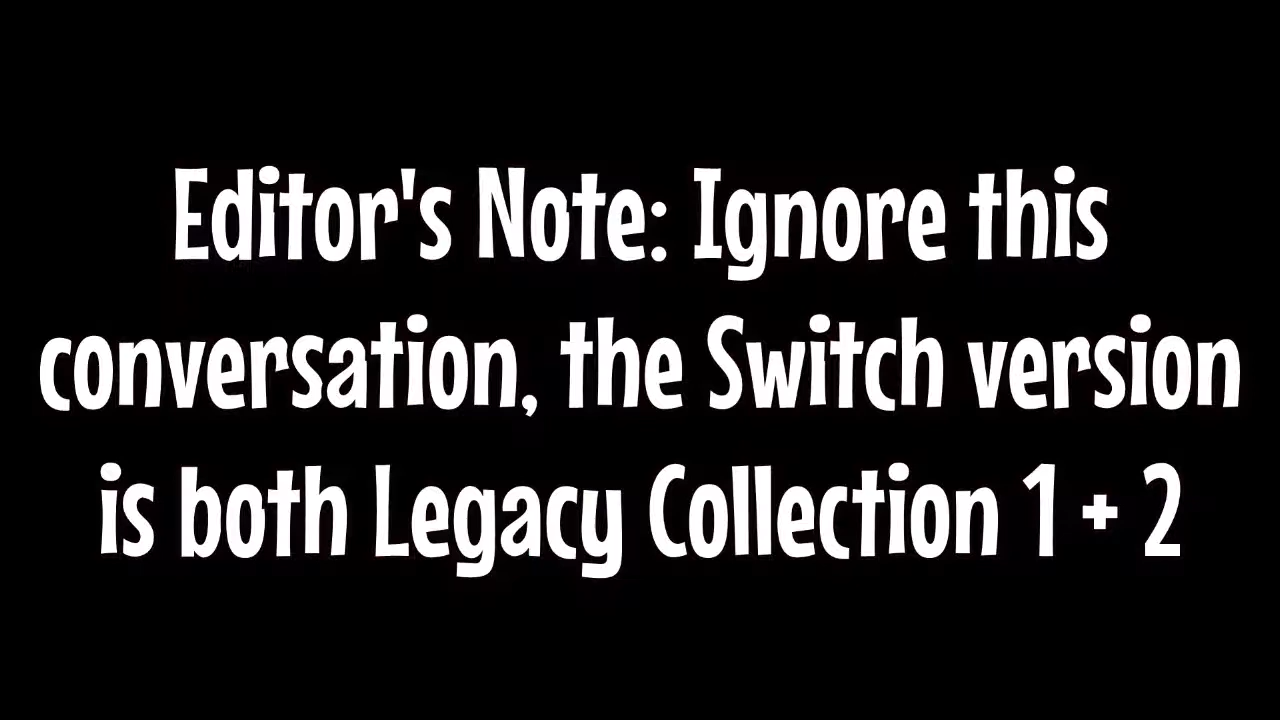 Editor's Note: Ignore this
conversation, the Switch version
is both Legacy Collection 1 + 2